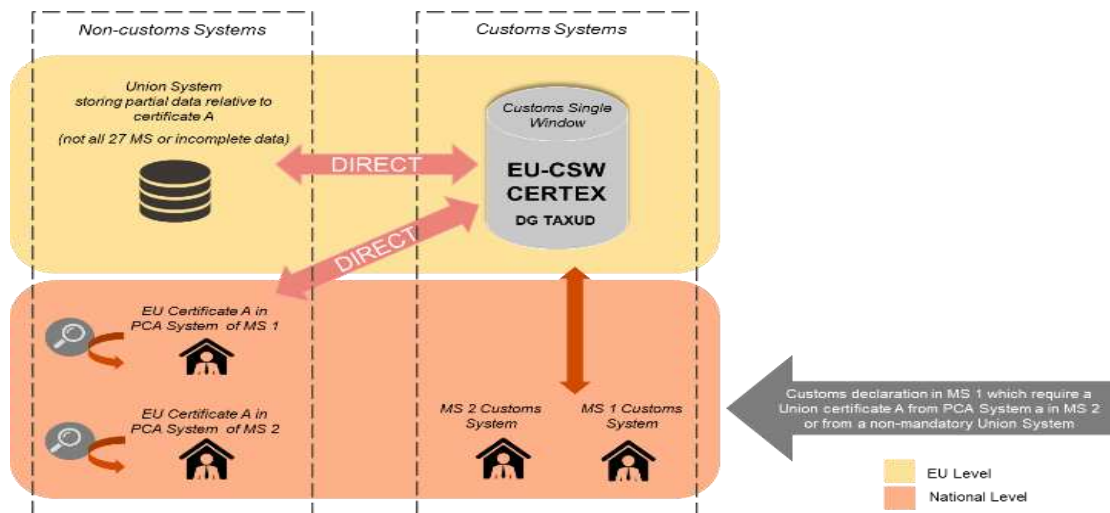 Non-customs Systems
Customs Systems
Union System
storing partial data relative to
certificate A
(not all 27 MS or incomplete data)
DIRECT
Customs Single
Window
EU-CSW
CERTEX
DG TAXUD
DIRECT
EU Certificate A in
PCA System of MS 1
EU Certificate A in
PCA System of MS 2
MS 2 Customs
System
MS 1 Customs
System
Customs declaration in MS 1 which require a
Union certificate A from PCA System a in MS 2
or from a non-mandatory Union System
EU Level
National Level